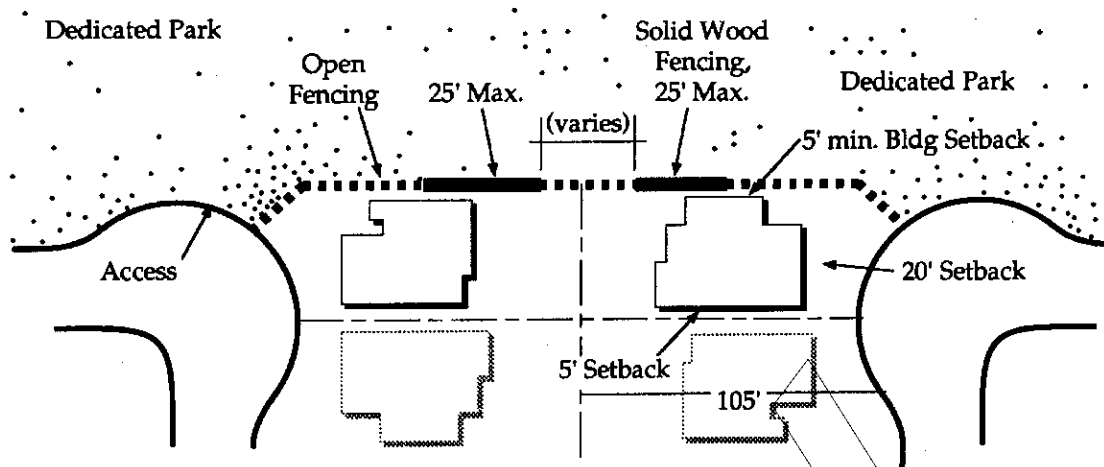 Dedicated Park
Solid Wood
Fencing,
25' Max.
Open
Fencing
25' Max.
Dedicated Park
(varies)
5' min. Bldg Setback
Access
20' Setback
5' Setback
105'